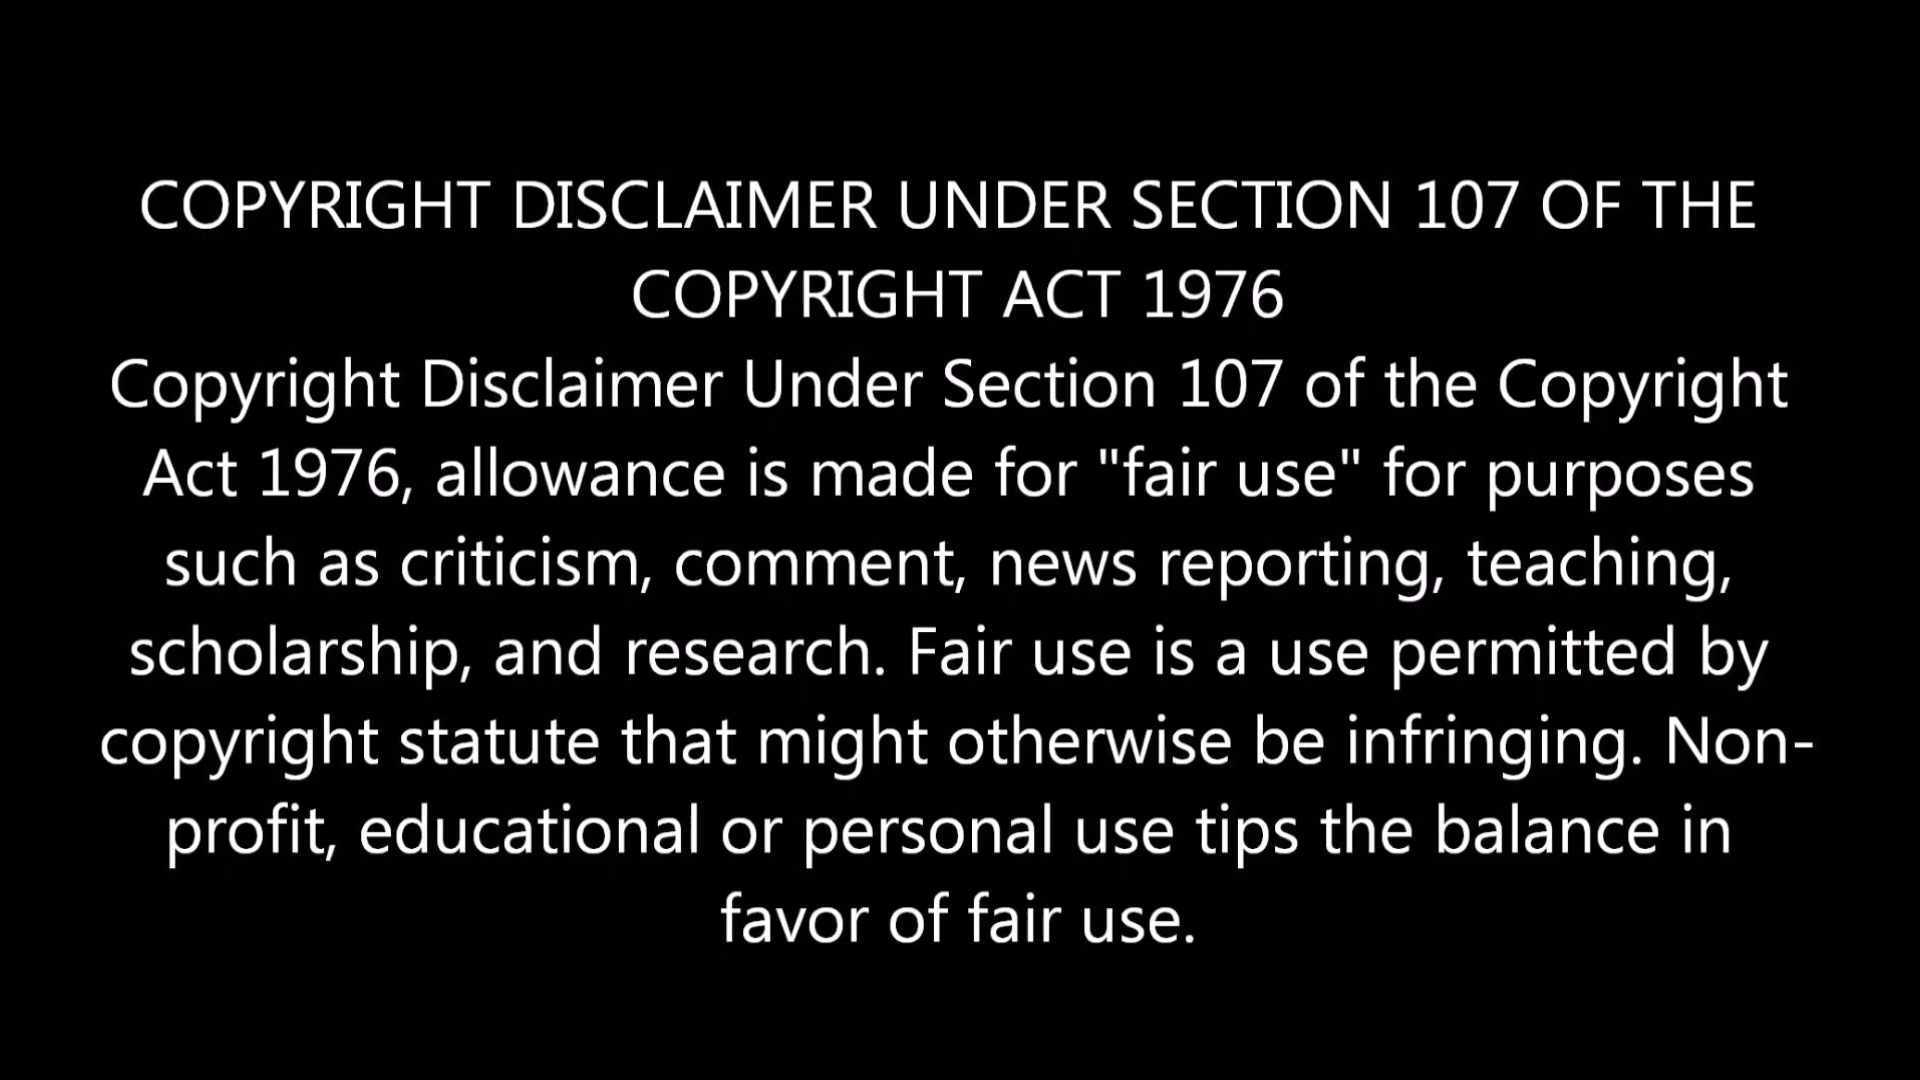 COPYRIGHT DISCLAIMER UNDER SECTION 107 OF THE
COPYRIGHT ACT 1976
Copyright Disclaimer Under Section 107 of the Copyright
Act 1976, allowance is made for "fair use" for purposes
such as criticism, comment, news reporting, teaching,
scholarship, and research. Fair use is a use permitted by
copyright statute that might otherwise be infringing. Non-
profit, educational or personal use tips the balance in
favor of fair use.